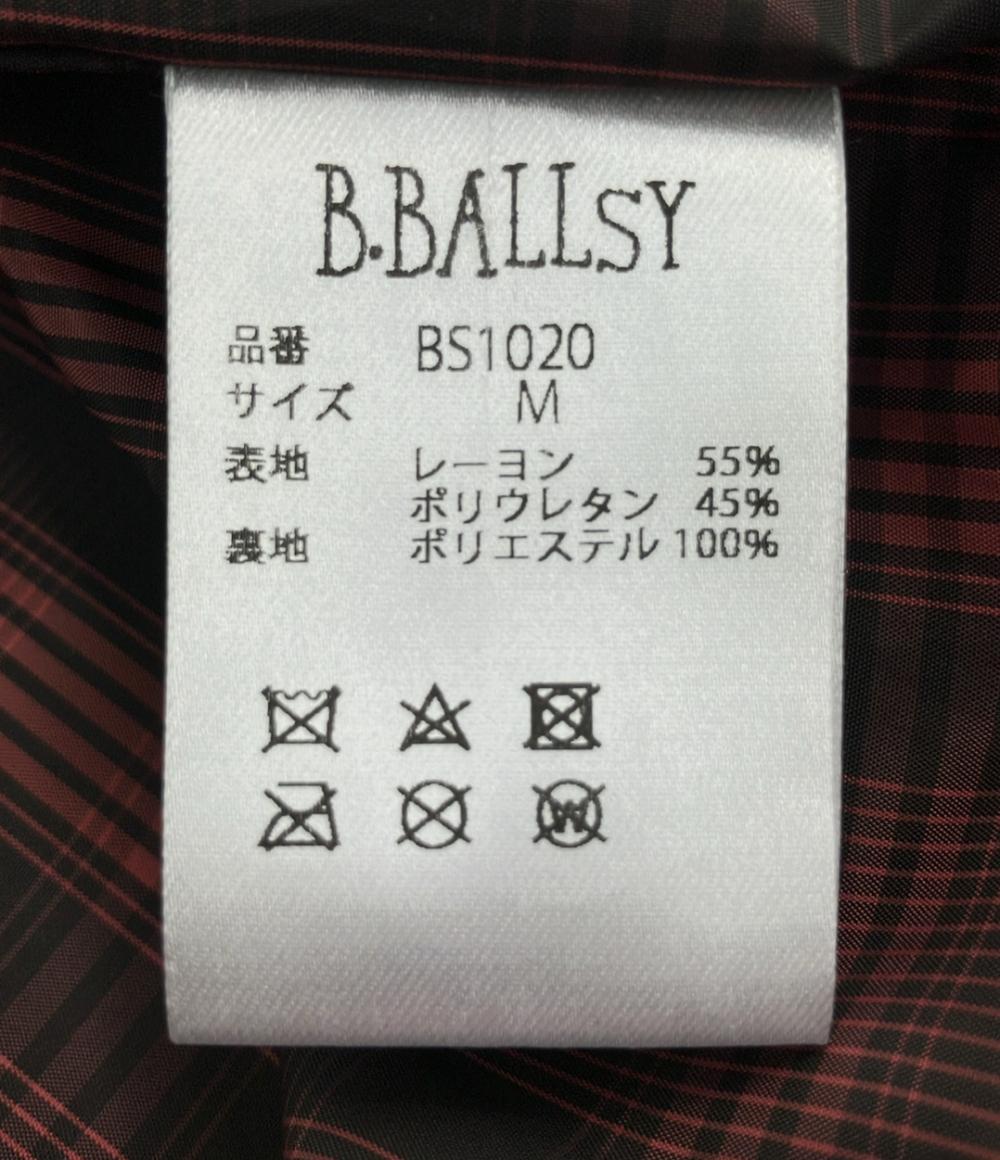 B.BALLSY
品番 BS1020
サイズ M
表地 レーヨン 55%
ポリウレタン 45%
裏地 ポリエステル 100%
W